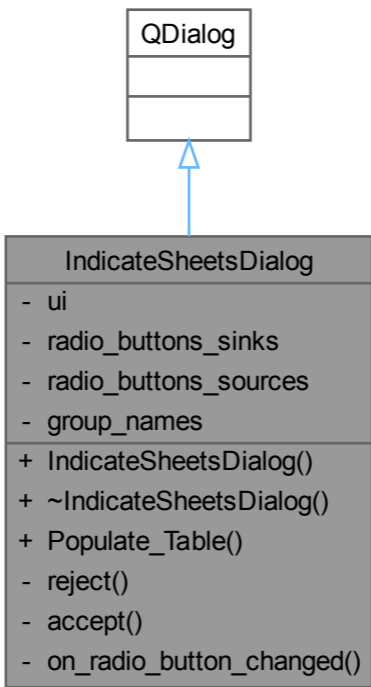 QDialog
IndicateSheetsDialog
- ui
- radio_buttons_sinks
- radio_buttons_sources
- group_names
+ IndicateSheetsDialog()
+ ~IndicateSheetsDialog()
+ Populate_Table()
- reject()
- accept()
- on_radio_button_changed()